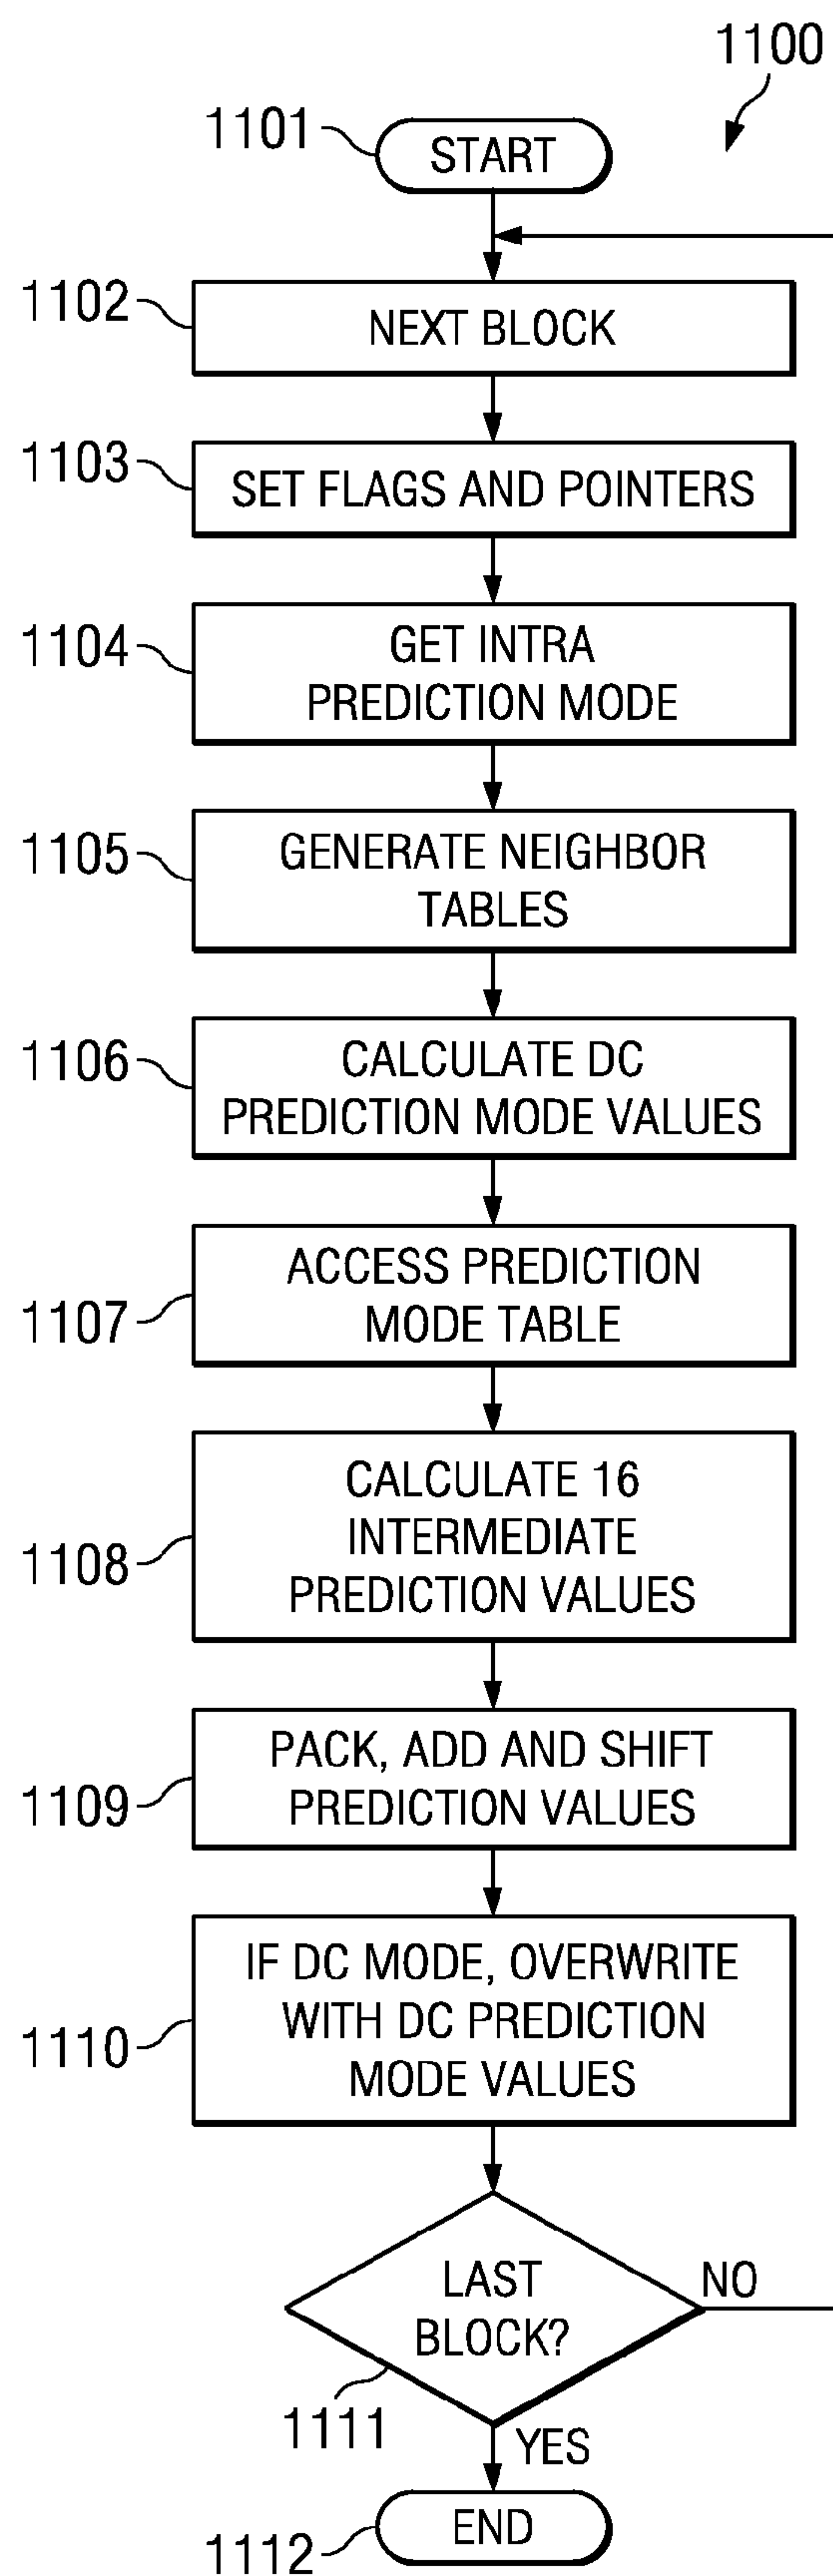 1100
1101
START
1102
NEXT BLOCK
1103
SET FLAGS AND POINTERS
1104
GET INTRA
PREDICTION MODE
1105
GENERATE NEIGHBOR
TABLES
1106
CALCULATE DC
PREDICTION MODE VALUES
1107
ACCESS PREDICTION
MODE TABLE
1108
CALCULATE 16
INTERMEDIATE
PREDICTION VALUES
1109
PACK, ADD AND SHIFT
PREDICTION VALUES
1110
IF DC MODE, OVERWRITE
WITH DC PREDICTION
MODE VALUES
LAST
BLOCK?
NO
1111
YES
END
1112